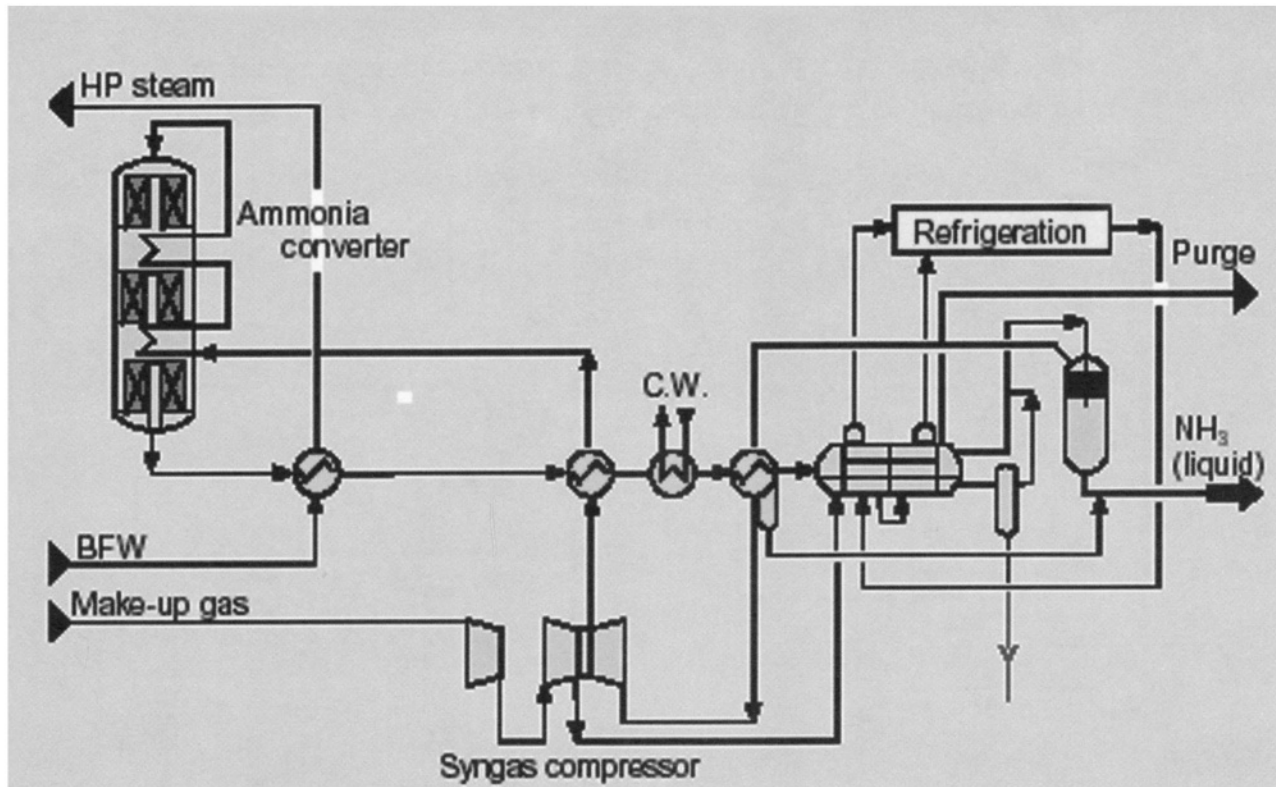 HP steam
Ammonia
converter
Refrigeration
Purge
C.W.
NH₃
(liquid)
BFW
Make-up gas
Syngas compressor